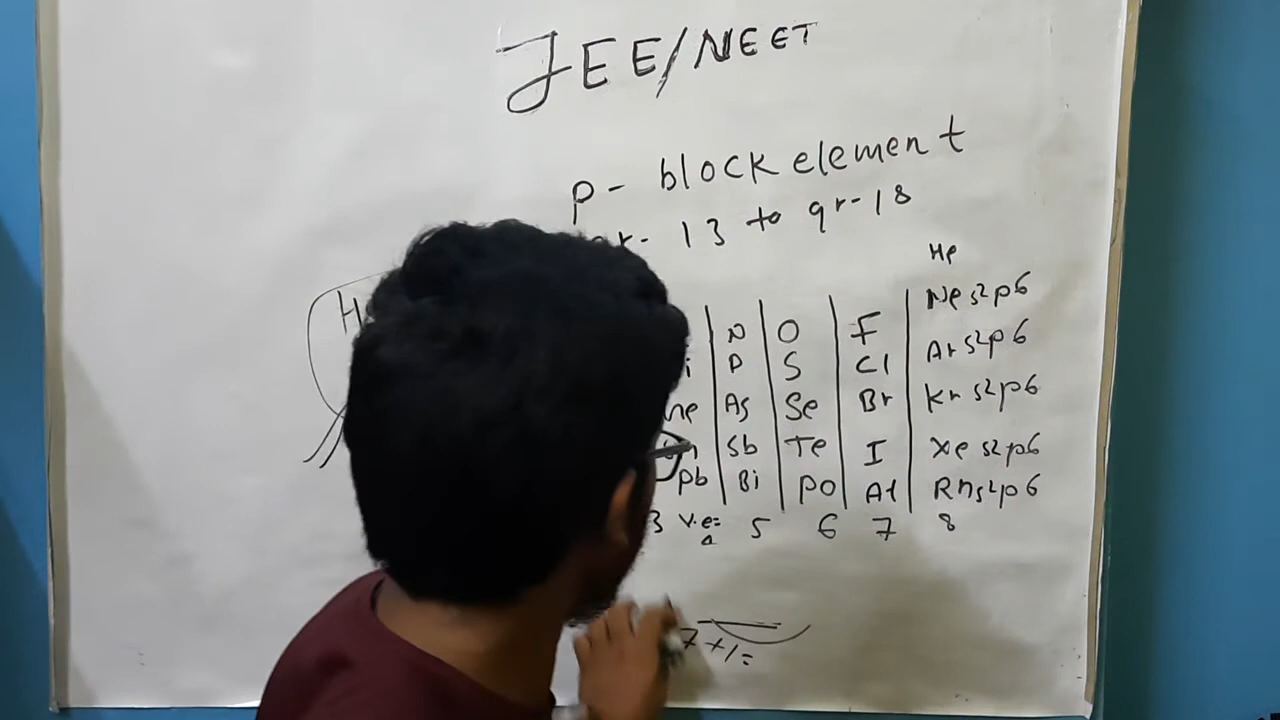 JEE/NEET
p- block element
gr- 13 to gr-18
He
Ne s2p6
N O F
Ar s2p6
P S Cl
As Se Br Kr s2p6
Sb Te I Xe s2p6
Pb Bi Po At Rn s2p6
3 V.e= 5 6 7 8
7+1=